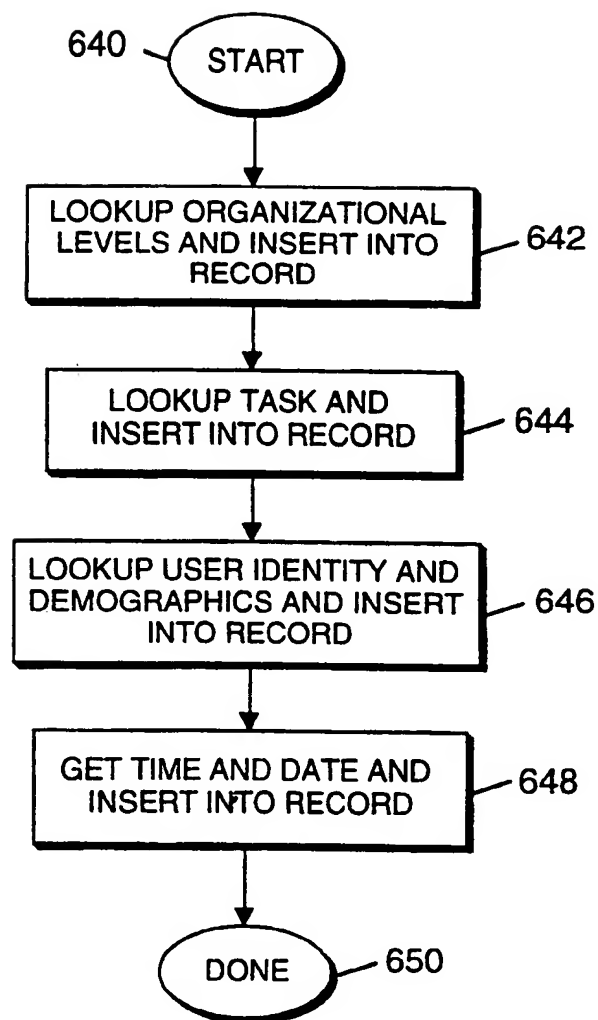 640
START
LOOKUP ORGANIZATIONAL
LEVELS AND INSERT INTO
RECORD
642
LOOKUP TASK AND
INSERT INTO RECORD
644
LOOKUP USER IDENTITY AND
DEMOGRAPHICS AND INSERT
INTO RECORD
646
GET TIME AND DATE AND
INSERT INTO RECORD
648
DONE
650